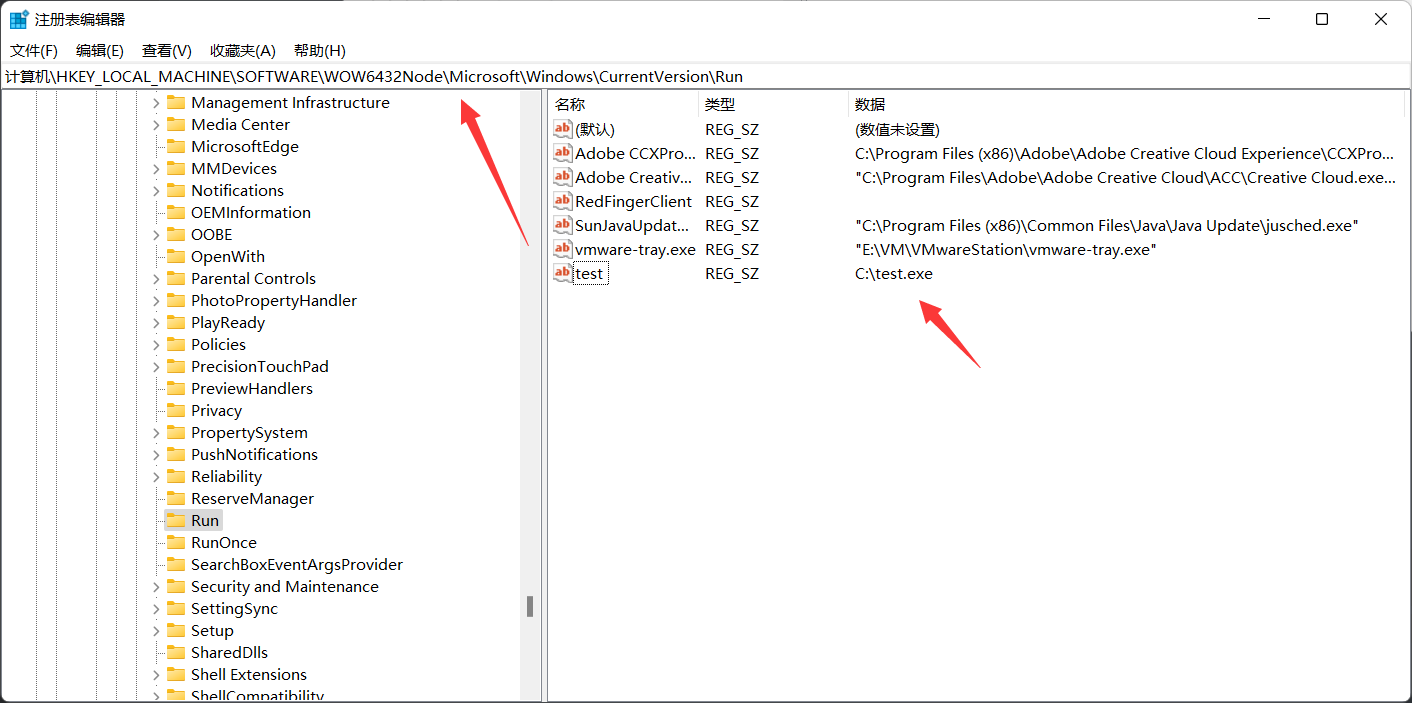 注册表编辑器
文件(F) 编辑(E) 查看(V) 收藏夹(A) 帮助(H)
计算机\HKEY_LOCAL_MACHINE\SOFTWARE\WOW6432Node\Microsoft\Windows\CurrentVersion\Run
Management Infrastructure
Media Center
MicrosoftEdge
MMDevices
Notifications
OEMInformation
OOBE
OpenWith
Parental Controls
PhotoPropertyHandler
PlayReady
Policies
PrecisionTouchPad
PreviewHandlers
Privacy
PropertySystem
PushNotifications
Reliability
ReserveManager
Run
RunOnce
SearchBoxEventArgsProvider
Security and Maintenance
SettingSync
Setup
SharedDlls
Shell Extensions
ShellCompatibility
名称 类型 数据
(默认) REG_SZ (数值未设置)
Adobe CCXPro... REG_SZ C:\Program Files (x86)\Adobe\Adobe Creative Cloud Experience\CCXPro...
Adobe Creativ... REG_SZ "C:\Program Files\Adobe\Adobe Creative Cloud\ACC\Creative Cloud.exe...
RedFingerClient REG_SZ
SunJavaUpdat... REG_SZ "C:\Program Files (x86)\Common Files\Java\Java Update\jusched.exe"
vmware-tray.exe REG_SZ "E:\VM\VMwareStation\vmware-tray.exe"
test REG_SZ C:\test.exe